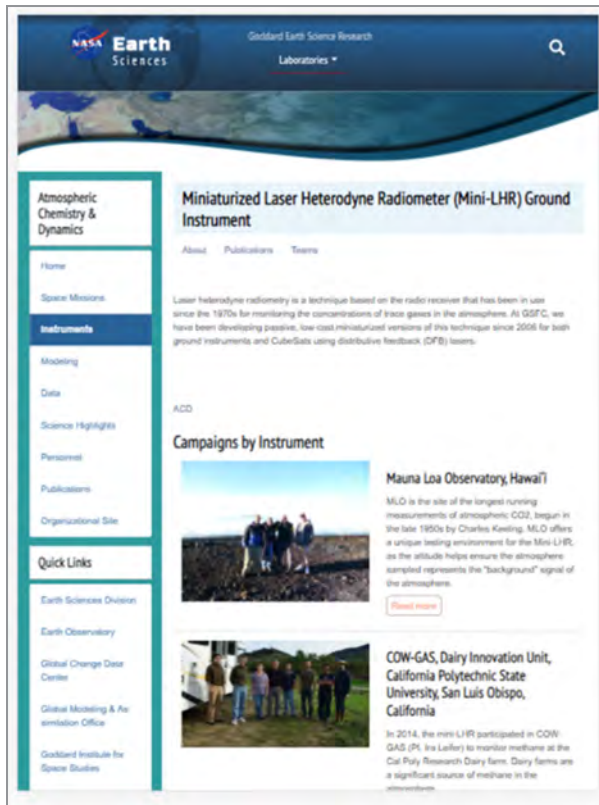 NASA
Earth
Sciences
Goddard Earth Science Research
Laboratories
Atmospheric
Chemistry &
Dynamics
Home
Space Missions
Instruments
Modeling
Data
Science Highlights
Personnel
Publications
Organizational Site
Quick Links
Earth Sciences Division
Earth Observatory
Global Change Data
Center
Global Modeling & As-
similation Office
Goddard Institute for
Space Studies
Miniaturized Laser Heterodyne Radiometer (Mini-LHR) Ground
Instrument
About Publications Teams
Laser heterodyne radiometry is a technique based on the radio receiver that has been in use
since the 1970s for monitoring the concentrations of trace gases in the atmosphere. At GSFC, we
have been developing passive, low-cost miniaturized versions of this technique since 2006 for both
ground instruments and CubeSats using distributive feedback (DFB) lasers.
ACD
Campaigns by Instrument
Mauna Loa Observatory, Hawai'i
MLO is the site of the longest running
measurements of atmospheric CO2, begun in
the late 1950s by Charles Keeling. MLO offers
a unique testing environment for the Mini-LHR,
as the altitude helps ensure the atmosphere
sampled represents the "background" signal of
the atmosphere.
Read more
COW-GAS, Dairy Innovation Unit,
California Polytechnic State
University, San Luis Obispo,
California
In 2014, the mini-LHR participated in COW-
GAS (PI. Ira Leifer) to monitor methane at the
Cal Poly Research Dairy farm. Dairy farms are
a significant source of methane in the
atmosphere.